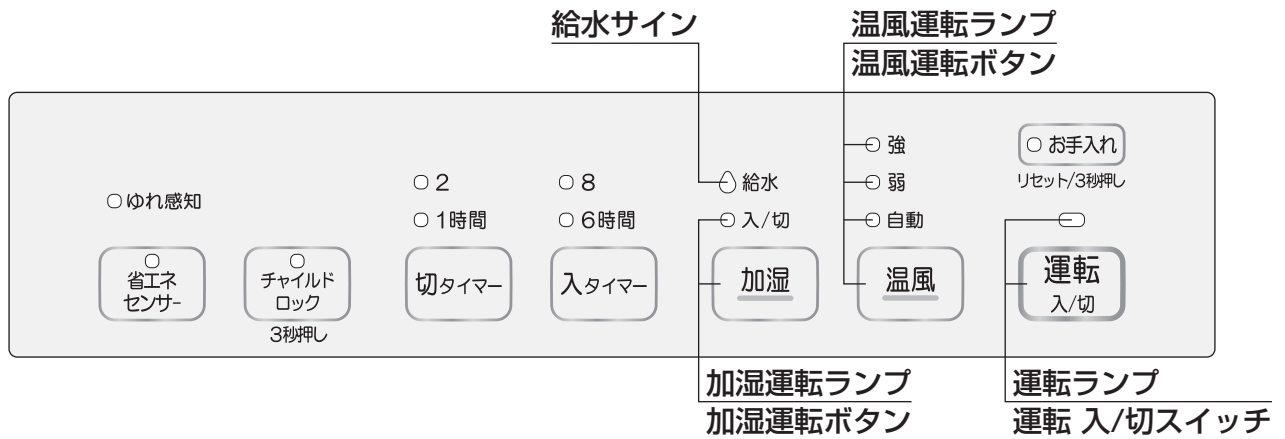 給水サイン
温風運転ランプ
温風運転ボタン
強
お手入れ
リセット/3秒押し
2
8
給水
弱
ゆれ感知
1時間
6時間
入/切
自動
省エネ
センサー
チャイルド
ロック
3秒押し
切タイマー
入タイマー
加湿
温風
運転
入/切
加湿運転ランプ
加湿運転ボタン
運転ランプ
運転 入/切スイッチ